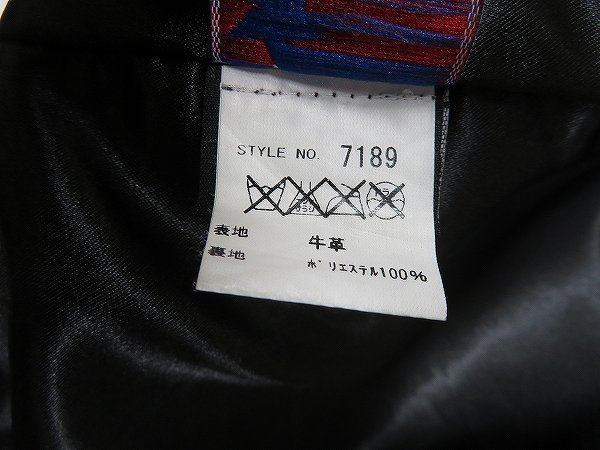 STYLE NO. 7189
表地 牛革
裏地 ポリエステル100%